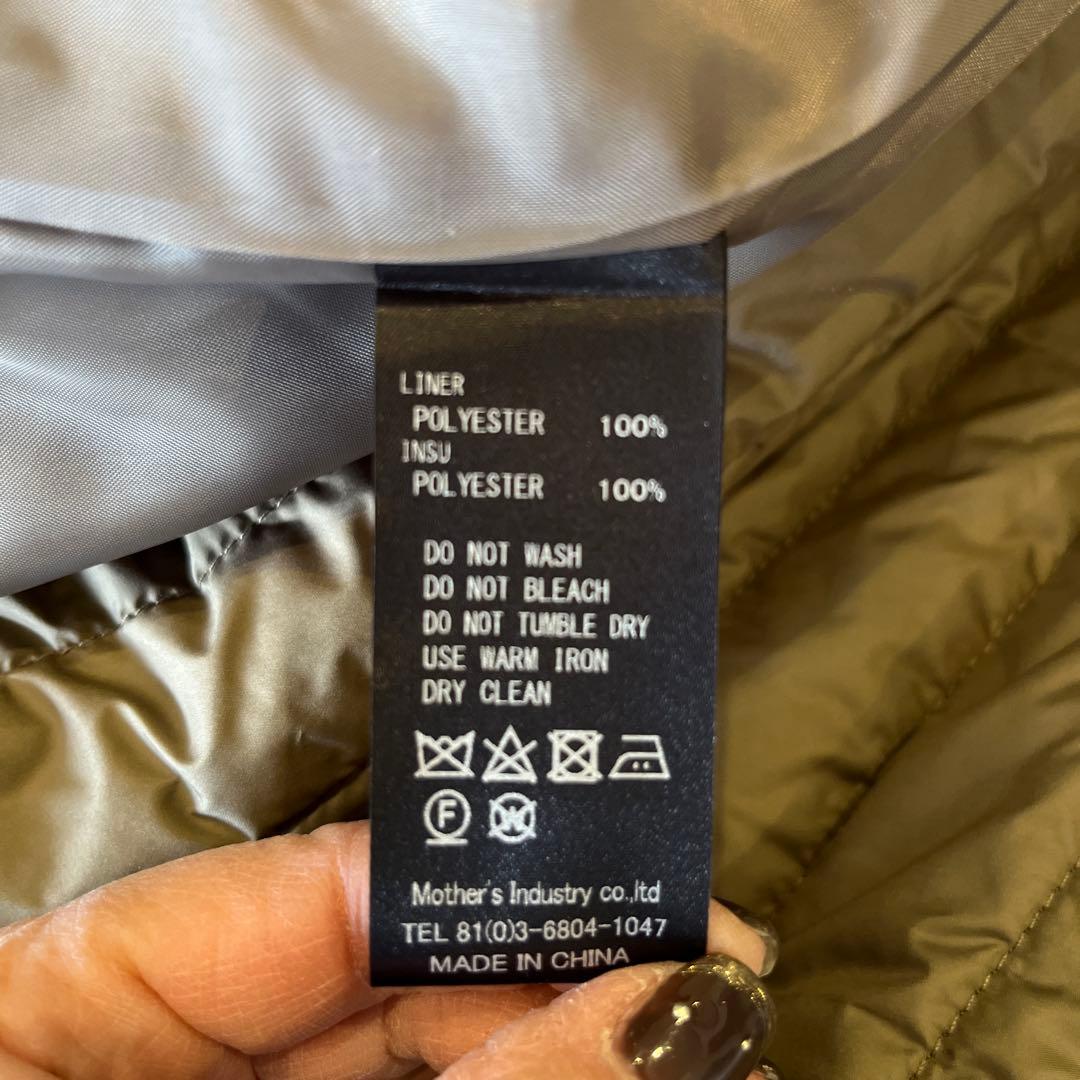 LINER
POLYESTER 100%
INSU
POLYESTER 100%
DO NOT WASH
DO NOT BLEACH
DO NOT TUMBLE DRY
USE WARM IRON
DRY CLEAN
F W
Mother's Industry co.,ltd
TEL 81(0)3-6804-1047
MADE IN CHINA